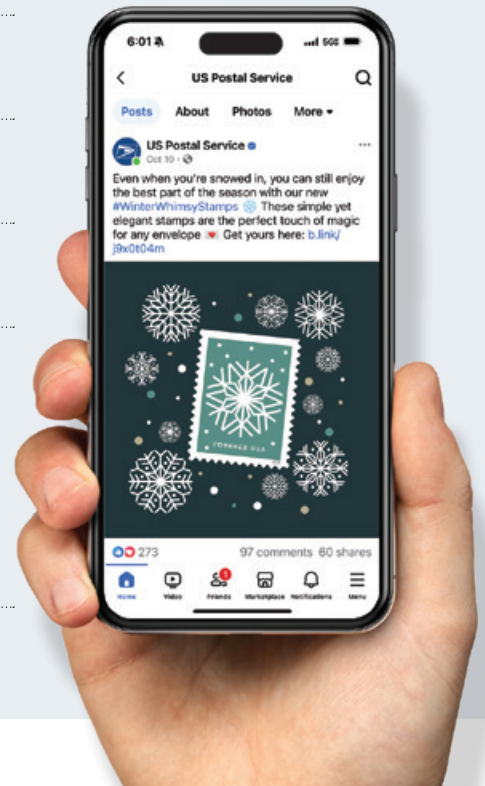 6:01
US Postal Service
Posts About Photos More
US Postal Service
Oct 10 ·
Even when you're snowed in, you can still enjoy
the best part of the season with our new
#WinterWhimsyStamps These simple yet
elegant stamps are the perfect touch of magic
for any envelope Get yours here: b.link/
j9x0t04m
FOREVER USA
273 97 comments 60 shares
1
Home Video Friends Marketplace Notifications Menu